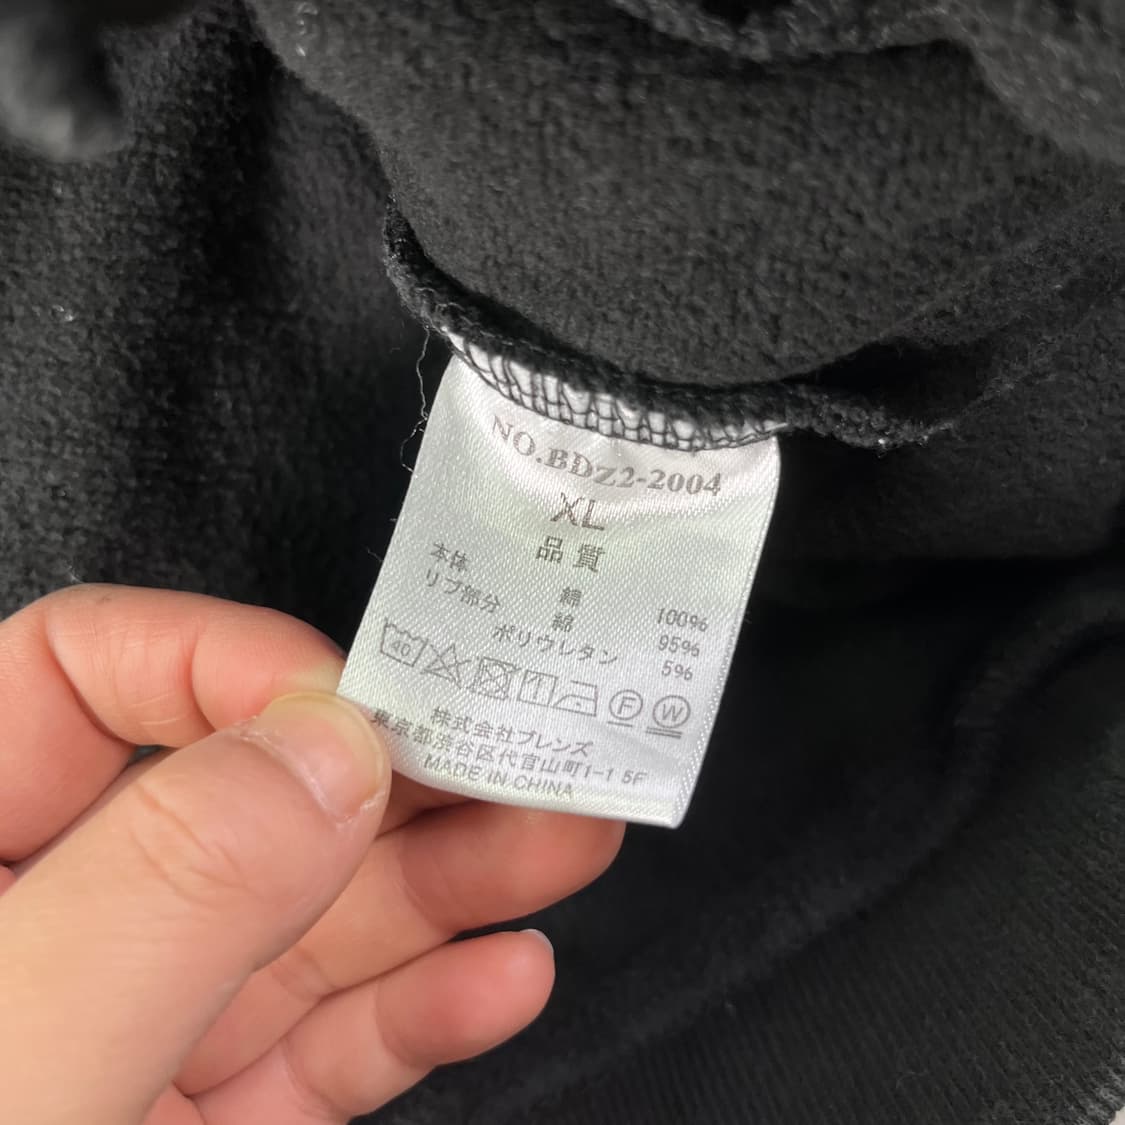 NO.BDZ2-2004
XL
品質
本体 綿 100%
リブ部分 綿 95%
ポリウレタン 5%
40 F W
株式会社ブレンズ
東京都渋谷区代官山町1-1 5F
MADE IN CHINA